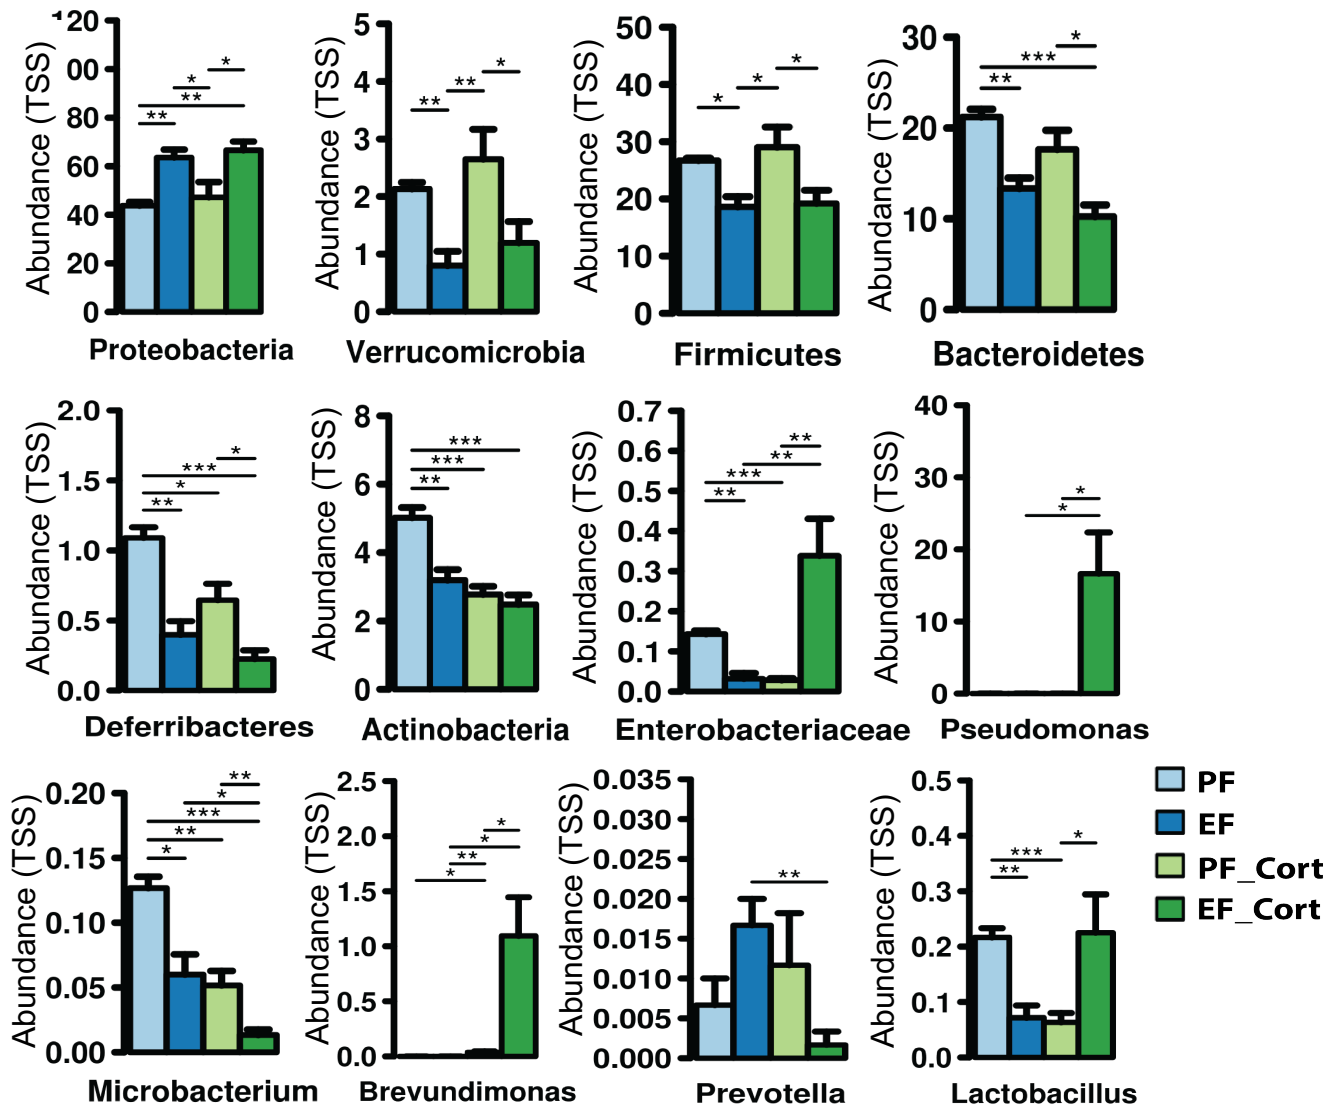 Abundance (TSS)
120
00
80
60
40
20
0
** ** * *
Proteobacteria
Abundance (TSS)
5
4
3
2
1
0
** ** *
Verrucomicrobia
Abundance (TSS)
50
40
30
20
10
0
* * *
Firmicutes
Abundance (TSS)
30
20
10
0
** *** *
Bacteroidetes
Abundance (TSS)
2.0
1.5
1.0
0.5
0.0
** * *** *
Deferribacteres
Abundance (TSS)
8
6
4
2
0
** *** ***
Actinobacteria
Abundance (TSS)
0.7
0.6
0.5
0.4
0.3
0.2
0.1
0.0
** *** ** **
Enterobacteriaceae
Abundance (TSS)
40
30
20
10
0
* *
Pseudomonas
Abundance (TSS)
0.20
0.15
0.10
0.05
0.00
* ** *** * **
Microbacterium
Abundance (TSS)
2.5
2.0
1.5
1.0
0.5
0.0
* ** * *
Brevundimonas
Abundance (TSS)
0.035
0.030
0.025
0.020
0.015
0.010
0.005
0.000
**
Prevotella
Abundance (TSS)
0.5
0.4
0.3
0.2
0.1
0.0
** *** *
Lactobacillus
PF
EF
PF_Cort
EF_Cort